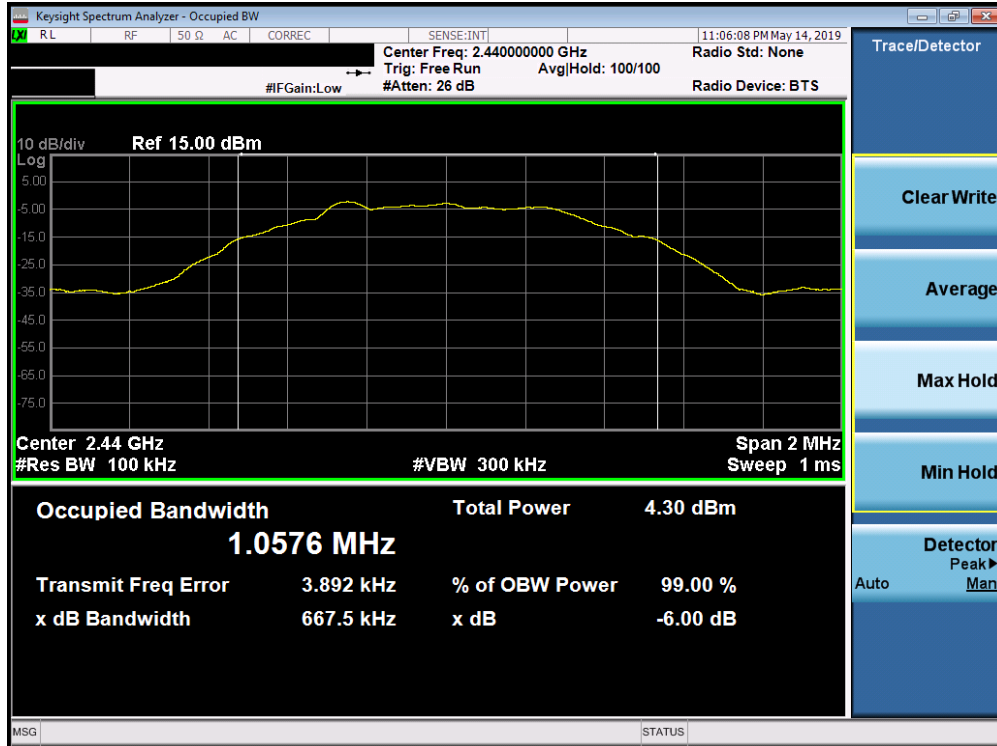 Keysight Spectrum Analyzer - Occupied BW
LXI RL RF 50 Ω AC CORREC SENSE:INT 11:06:08 PM May 14, 2019
Center Freq: 2.440000000 GHz Radio Std: None
Trig: Free Run Avg|Hold: 100/100
#IFGain:Low #Atten: 26 dB Radio Device: BTS
10 dB/div Ref 15.00 dBm
Log
5.00
-5.00
-15.0
-25.0
-35.0
-45.0
-55.0
-65.0
-75.0
Center 2.44 GHz Span 2 MHz
#Res BW 100 kHz #VBW 300 kHz Sweep 1 ms
Occupied Bandwidth Total Power 4.30 dBm
1.0576 MHz
Transmit Freq Error 3.892 kHz % of OBW Power 99.00 %
x dB Bandwidth 667.5 kHz x dB -6.00 dB
MSG STATUS
Trace/Detector
Clear Write
Average
Max Hold
Min Hold
Detector
Peak▶
Auto Man